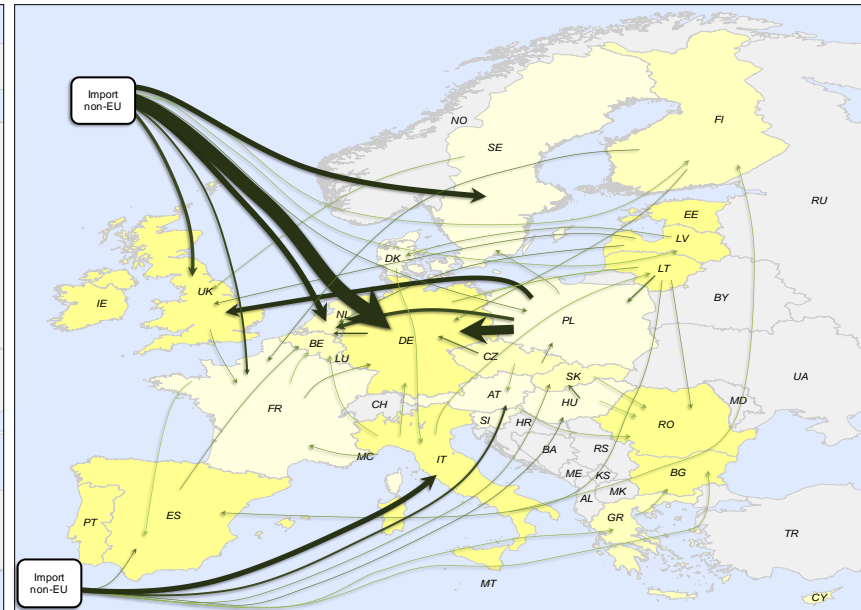 Import
non-EU
NO
FI
SE
RU
EE
LV
DK
LT
UK
BY
IE
NL
PL
DE
BE
CZ
LU
SK
UA
AT
HU
MD
CH
FR
SI
HR
RO
BA
RS
MC
IT
ME
KS
BG
MK
AL
ES
PT
GR
TR
Import
non-EU
MT
CY